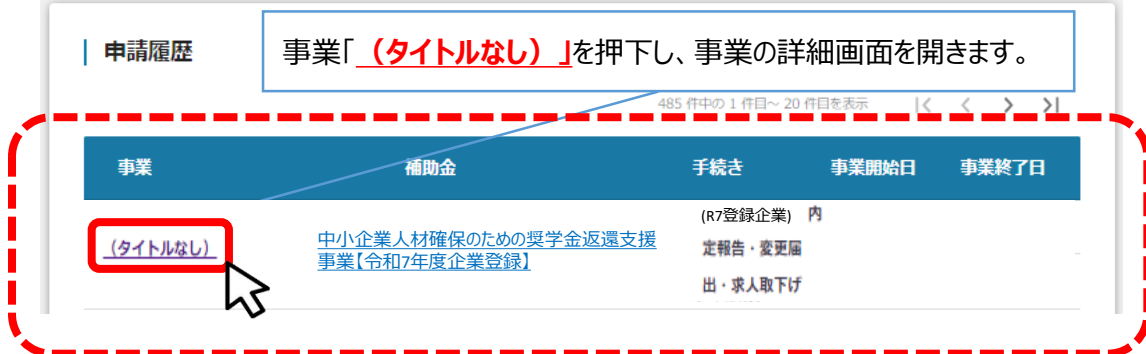 申請履歴
事業「（タイトルなし）」を押下し、事業の詳細画面を開きます。
485 件中の 1 件目～ 20 件目を表示
事業 補助金 手続き 事業開始日 事業終了日
（タイトルなし）
中小企業人材確保のための奨学金返還支援
事業【令和7年度企業登録】
(R7登録企業) 内
定報告・変更届
出・求人取下げ